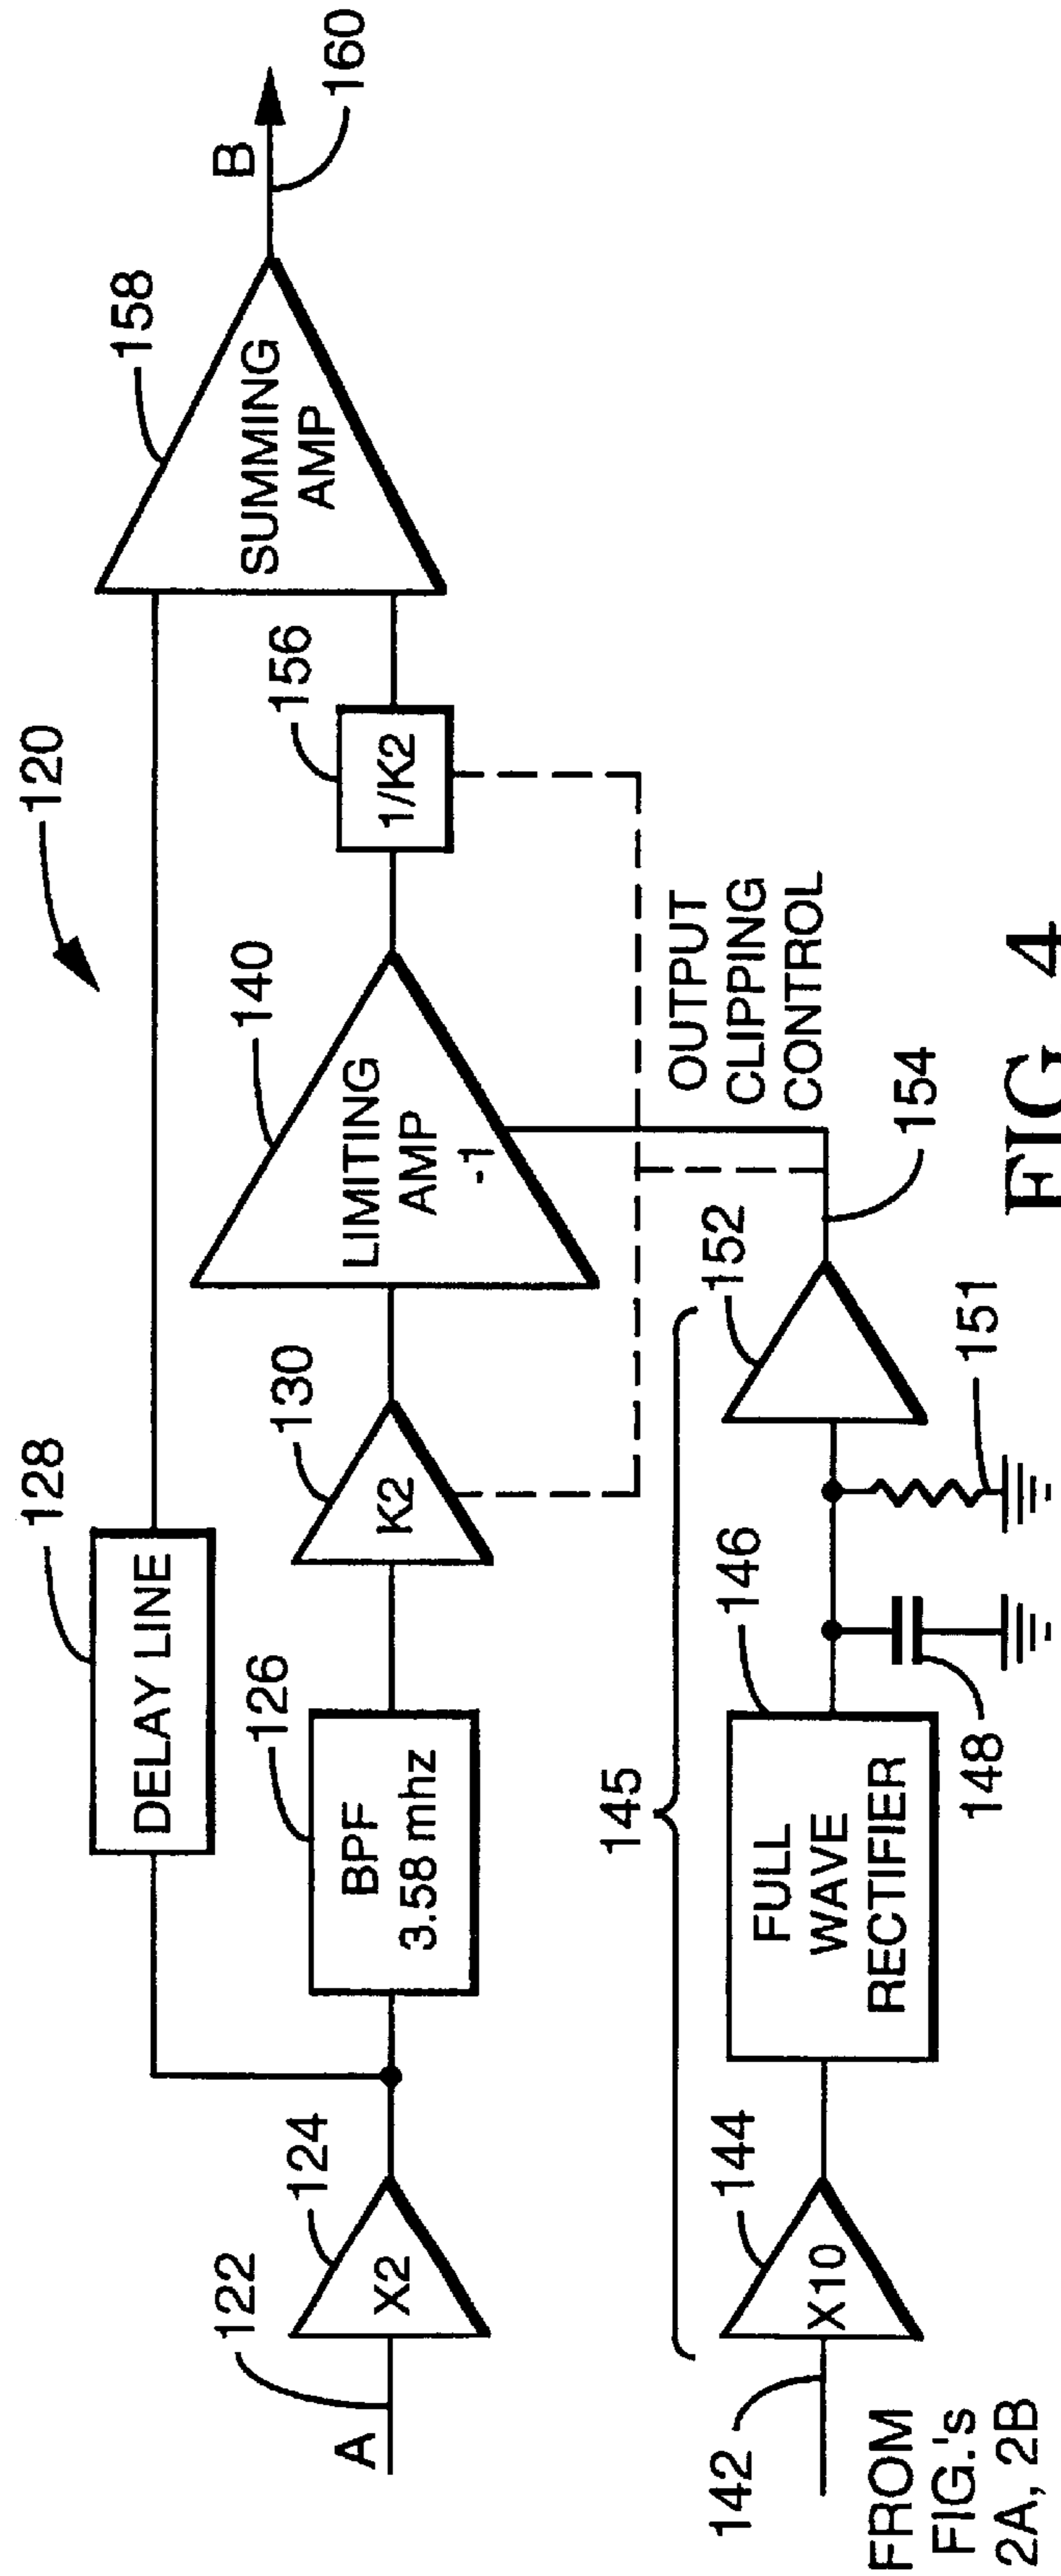 120
128
DELAY LINE
A
122
124
X2
126
BPF
3.58 mhz
130
K2
140
LIMITING
AMP
-1
156
1/K2
158
SUMMING
AMP
B
160
OUTPUT
CLIPPING
CONTROL
145
142
FROM
FIG.'s
2A, 2B
144
X10
146
FULL
WAVE
RECTIFIER
148
151
152
154
FIG. 4